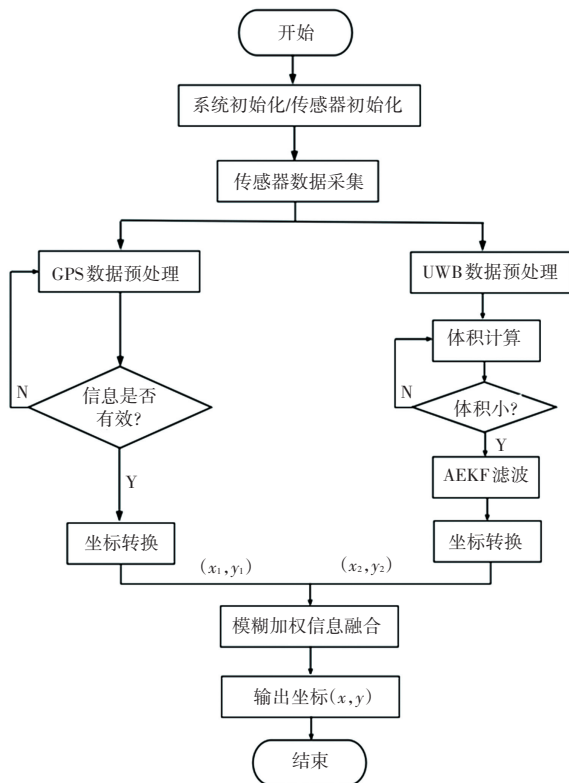 开始
系统初始化/传感器初始化
传感器数据采集
GPS数据预处理
UWB数据预处理
体积计算
N
信息是否
有效?
N
体积小?
Y
Y
AEKF滤波
坐标转换
坐标转换
(x₁,y₁)
(x₂,y₂)
模糊加权信息融合
输出坐标(x,y)
结束